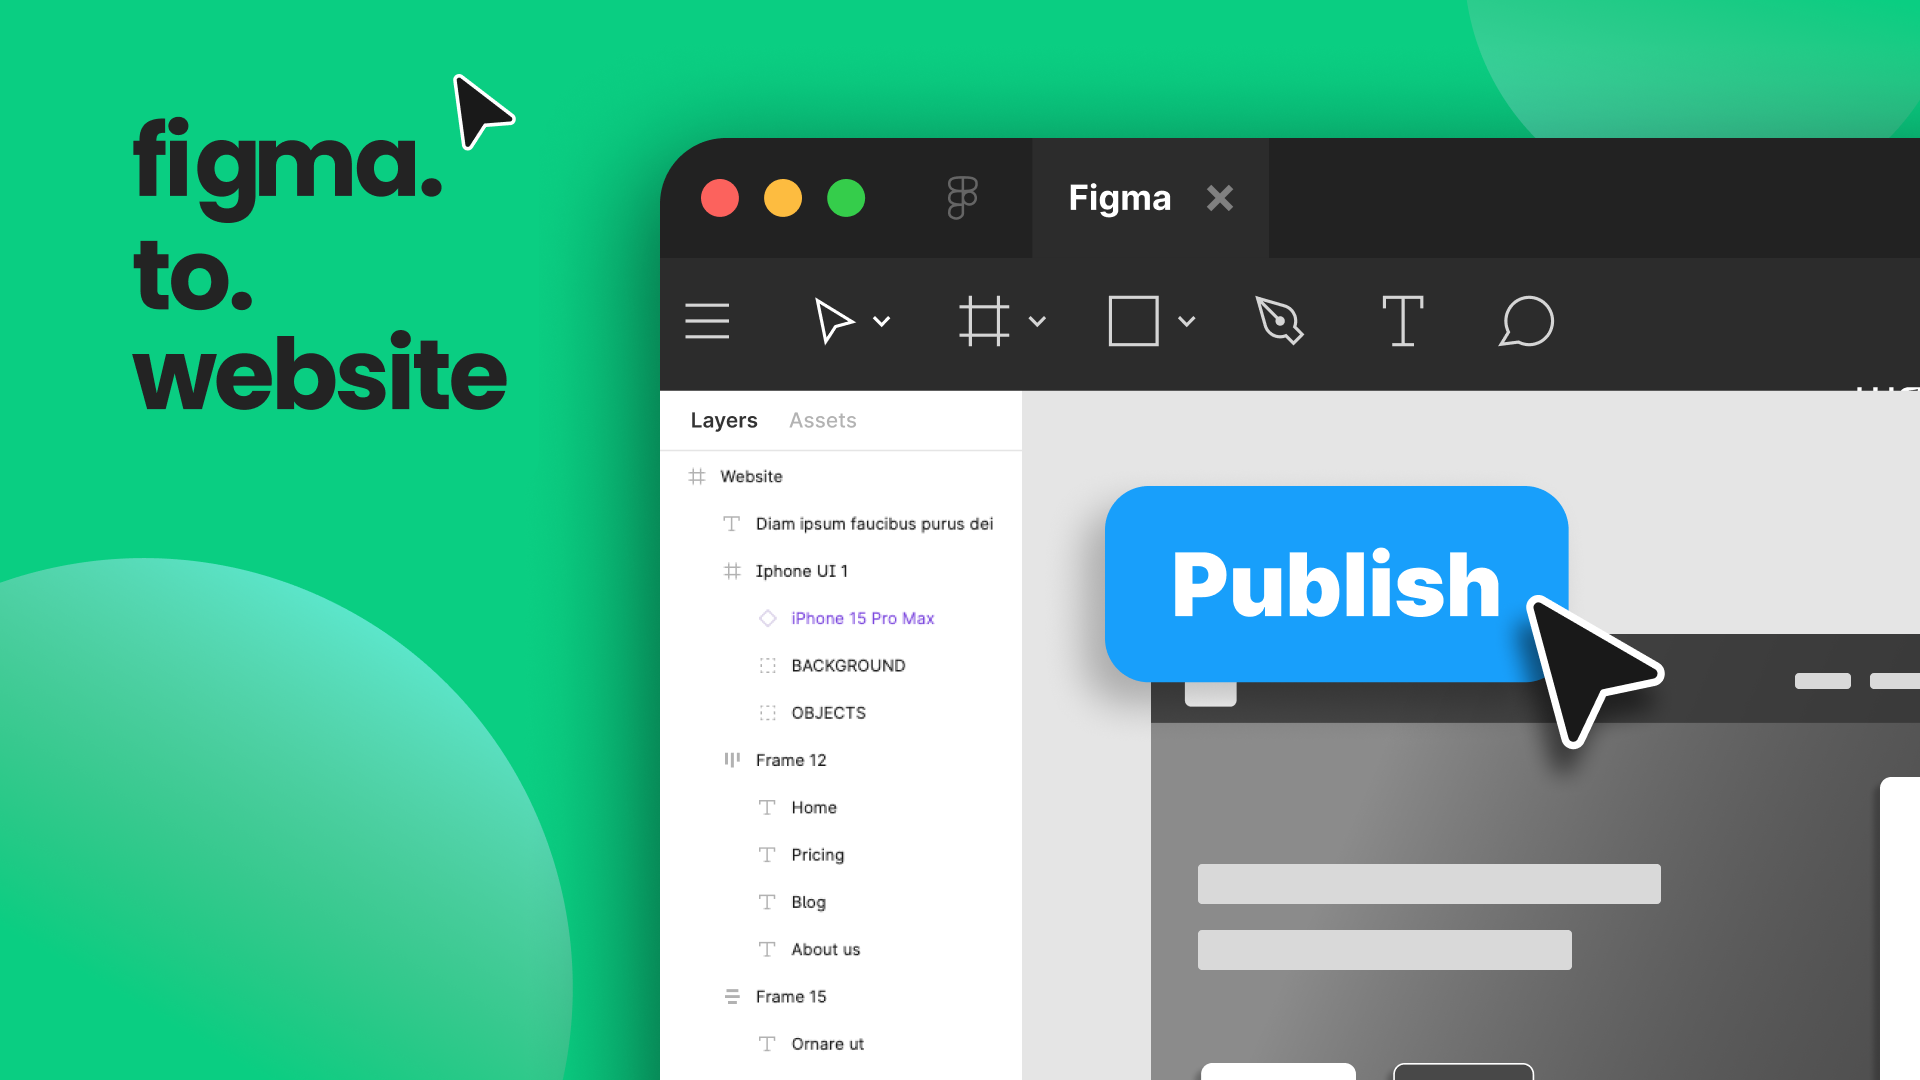 figma.
to.
website
Figma
Layers Assets
Website
Diam ipsum faucibus purus dei
Iphone UI 1
iPhone 15 Pro Max
BACKGROUND
OBJECTS
Frame 12
Home
Pricing
Blog
About us
Frame 15
Ornare ut
Publish